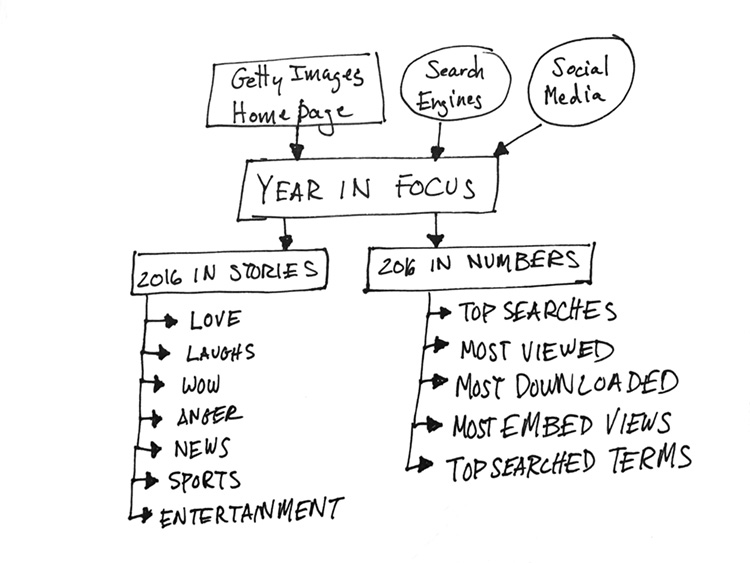 Getty Images
Home page
Search
Engines
Social
Media
YEAR IN FOCUS
2016 IN STORIES
2016 IN NUMBERS
LOVE
LAUGHS
WOW
ANGER
NEWS
SPORTS
ENTERTAINMENT
TOP SEARCHES
MOST VIEWED
MOST DOWNLOADED
MOST EMBED VIEWS
TOP SEARCHED TERMS